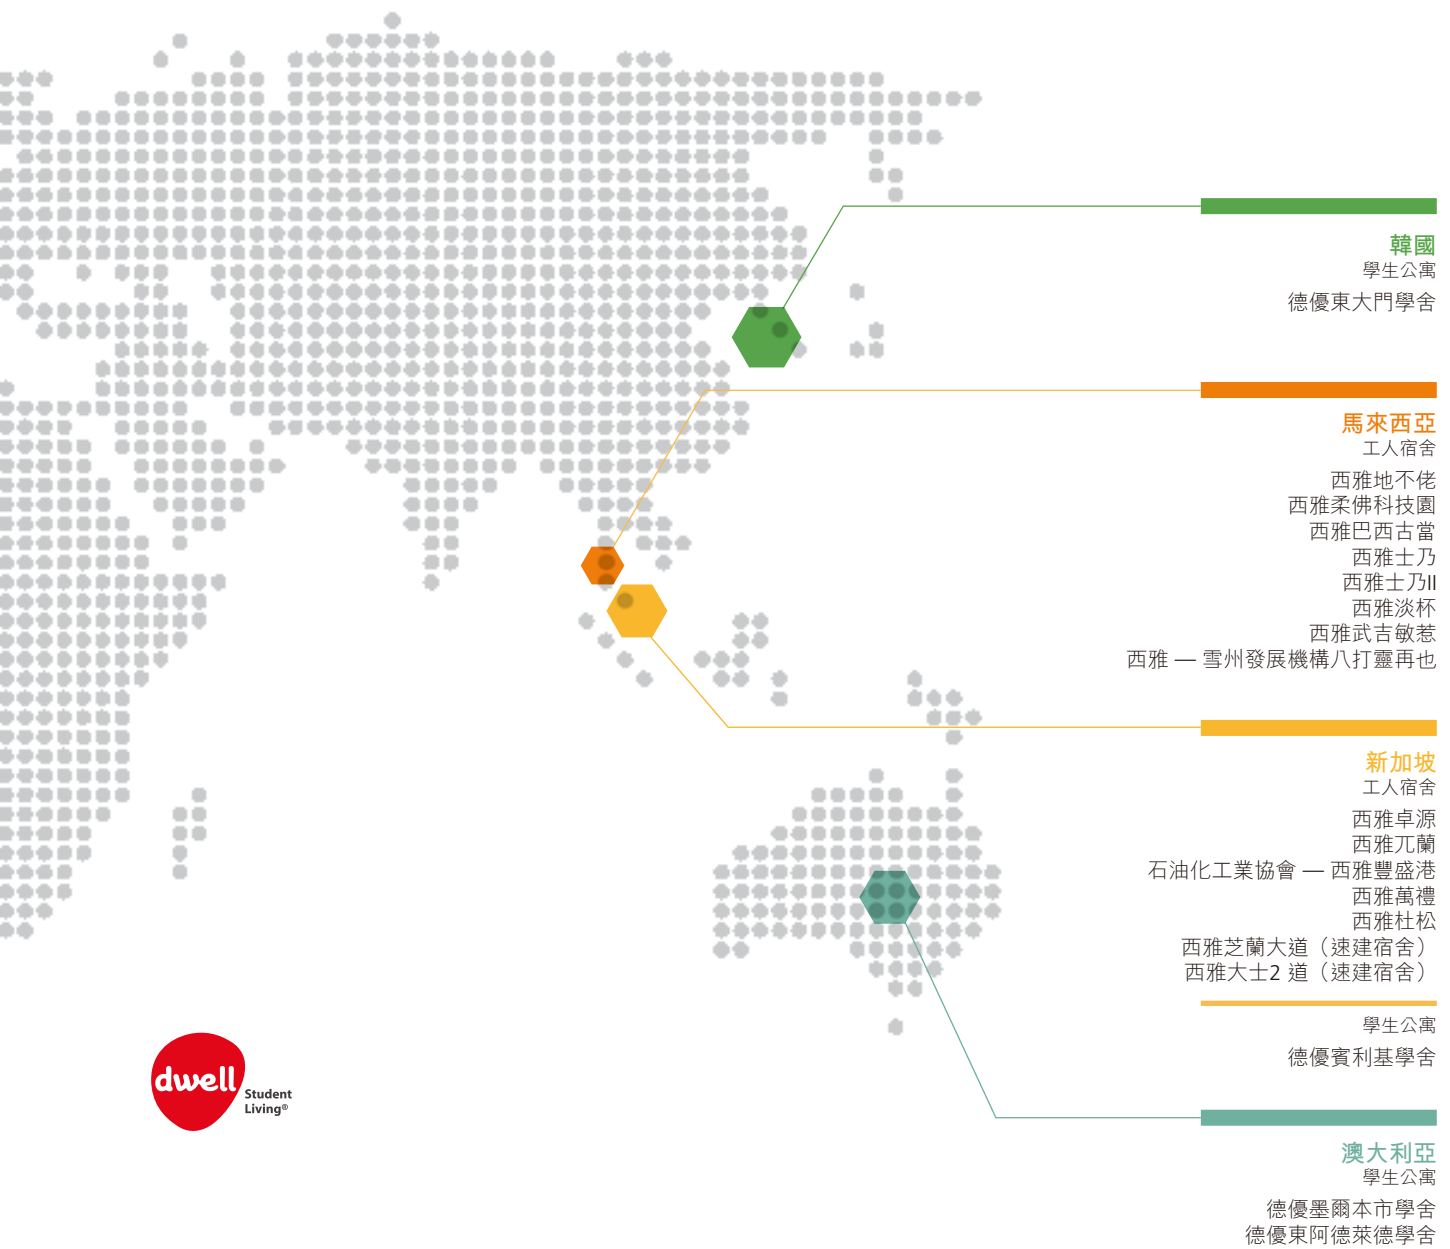 韓國
學生公寓
德優東大門學舍
馬來西亞
工人宿舍
西雅地不佬
西雅柔佛科技園
西雅巴西古當
西雅士乃
西雅士乃II
西雅淡杯
西雅武吉敏惹
西雅 — 雪州發展機構八打靈再也
新加坡
工人宿舍
西雅卓源
西雅兀蘭
石油化工業協會 — 西雅豐盛港
西雅萬禮
西雅杜松
西雅芝蘭大道（速建宿舍）
西雅大士2 道（速建宿舍）
學生公寓
德優賓利基學舍
澳大利亞
學生公寓
德優墨爾本市學舍
德優東阿德萊德學舍
dwell
Student
Living®